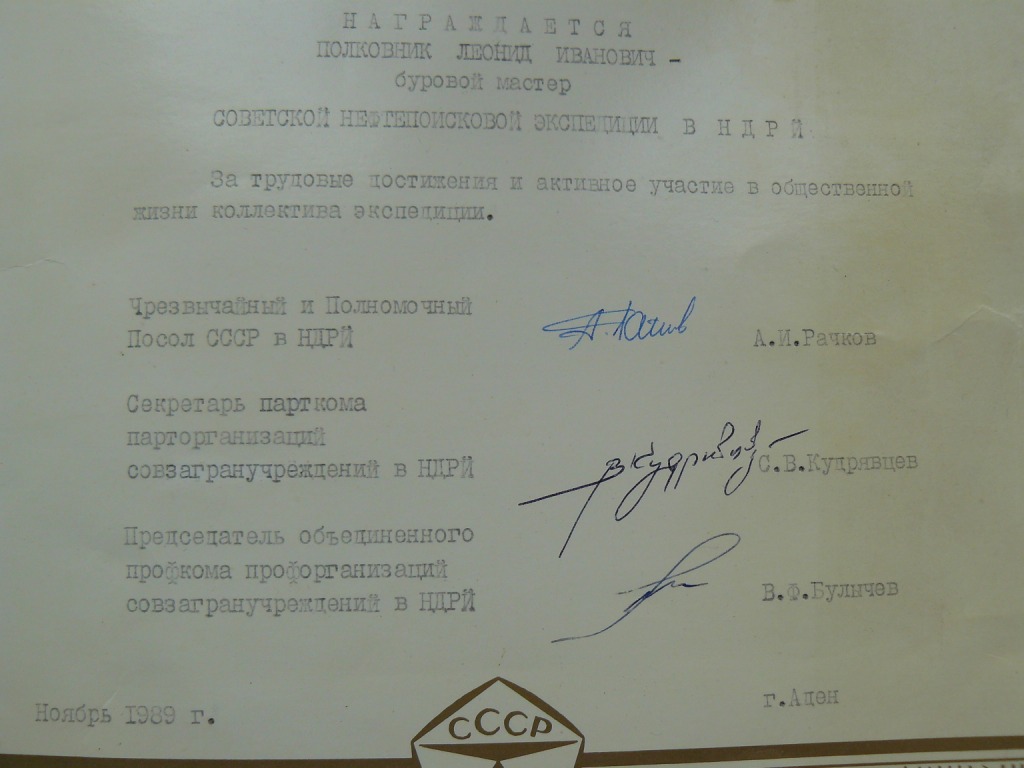 НАГРАЖДАЕТСЯ
ПОЛКОВНИК ЛЕОНИД ИВАНОВИЧ –
буровой мастер
СОВЕТСКОЙ НЕФТЕПОИСКОВОЙ ЭКСПЕДИЦИИ В НДРЙ
За трудовые достижения и активное участие в общественной
жизни коллектива экспедиции.
Чрезвычайный и Полномочный
Посол СССР в НДРЙ А.И.Рачков
Секретарь парткома
парторганизаций
совзагранучреждений в НДРЙ С.В.Кудрявцев
Председатель объединенного
профкома профорганизаций
совзагранучреждений в НДРЙ В.Ф.Булычев
г.Аден
Ноябрь 1989 г.
СССР